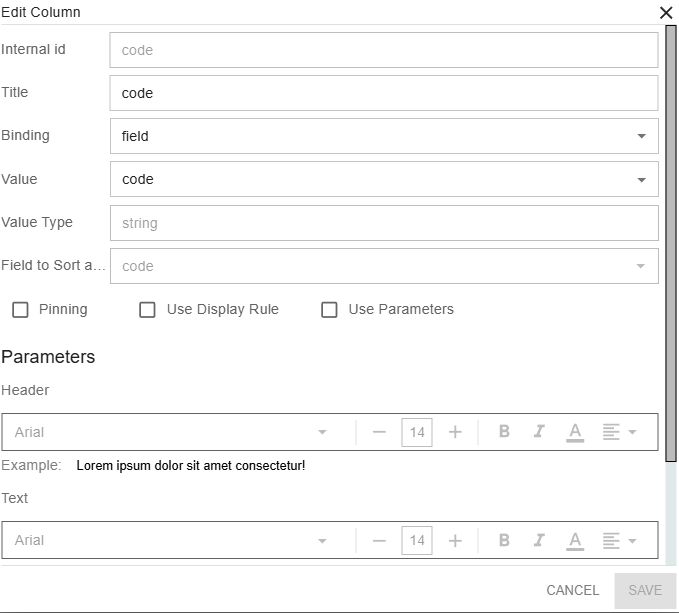 Edit Column
Internal id code
Title code
Binding field
Value code
Value Type string
Field to Sort a... code
Pinning Use Display Rule Use Parameters
Parameters
Header
Arial 14 B I A
Example: Lorem ipsum dolor sit amet consectetur!
Text
Arial 14 B I A
CANCEL SAVE